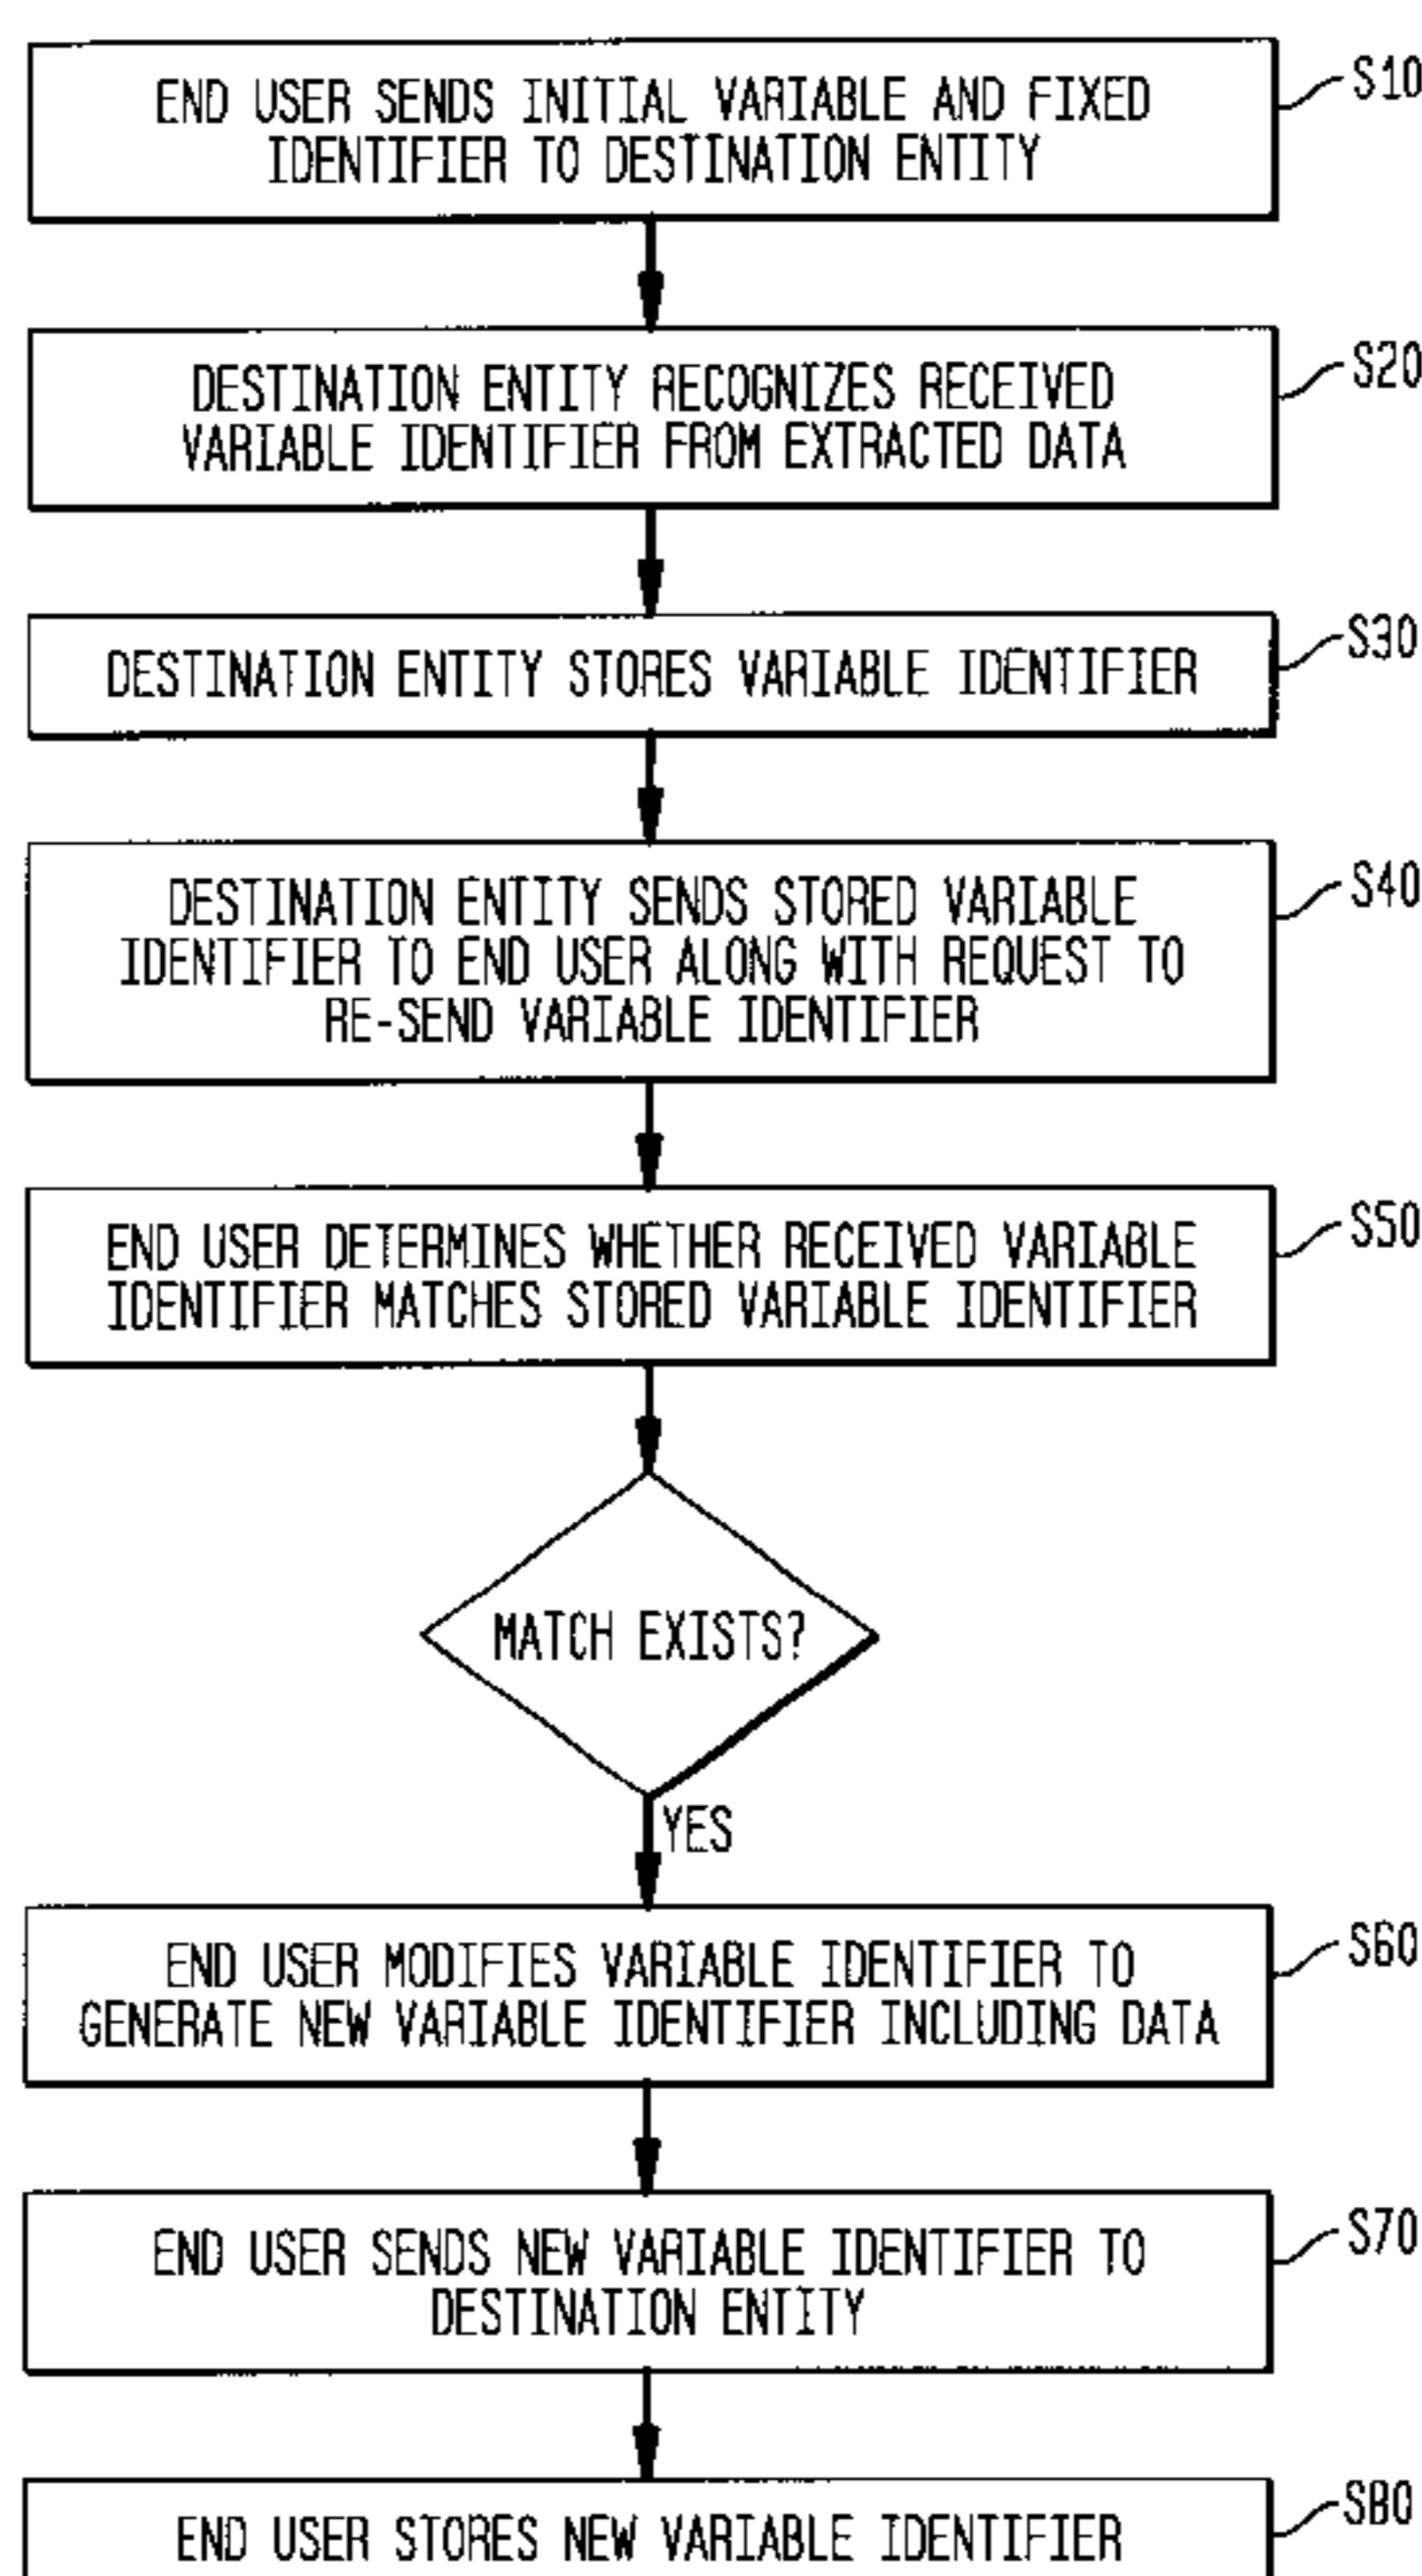 END USER SENDS INITIAL VARIABLE AND FIXED
IDENTIFIER TO DESTINATION ENTITY
S10
DESTINATION ENTITY RECOGNIZES RECEIVED
VARIABLE IDENTIFIER FROM EXTRACTED DATA
S20
DESTINATION ENTITY STORES VARIABLE IDENTIFIER
S30
DESTINATION ENTITY SENDS STORED VARIABLE
IDENTIFIER TO END USER ALONG WITH REQUEST TO
RE-SEND VARIABLE IDENTIFIER
S40
END USER DETERMINES WHETHER RECEIVED VARIABLE
IDENTIFIER MATCHES STORED VARIABLE IDENTIFIER
S50
MATCH EXISTS?
YES
END USER MODIFIES VARIABLE IDENTIFIER TO
GENERATE NEW VARIABLE IDENTIFIER INCLUDING DATA
S60
END USER SENDS NEW VARIABLE IDENTIFIER TO
DESTINATION ENTITY
S70
END USER STORES NEW VARIABLE IDENTIFIER
S80